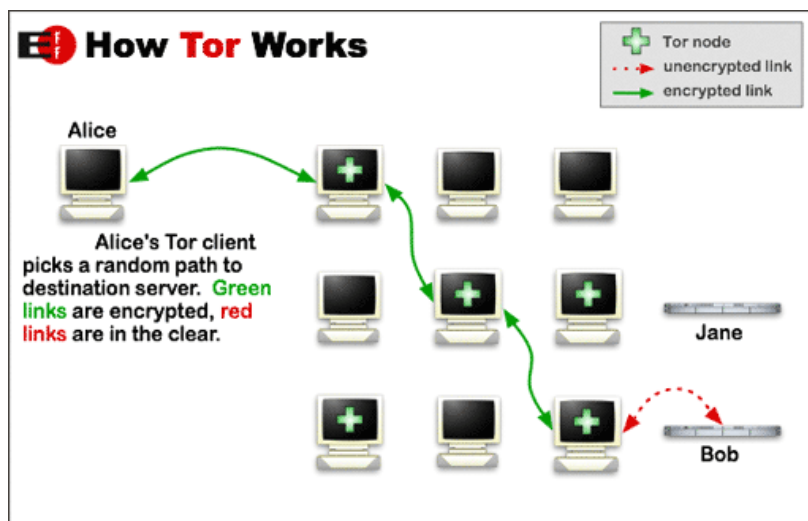 EFF How Tor Works
Tor node
unencrypted link
encrypted link
Alice
Alice's Tor client
picks a random path to
destination server. Green
links are encrypted, red
links are in the clear.
Jane
Bob